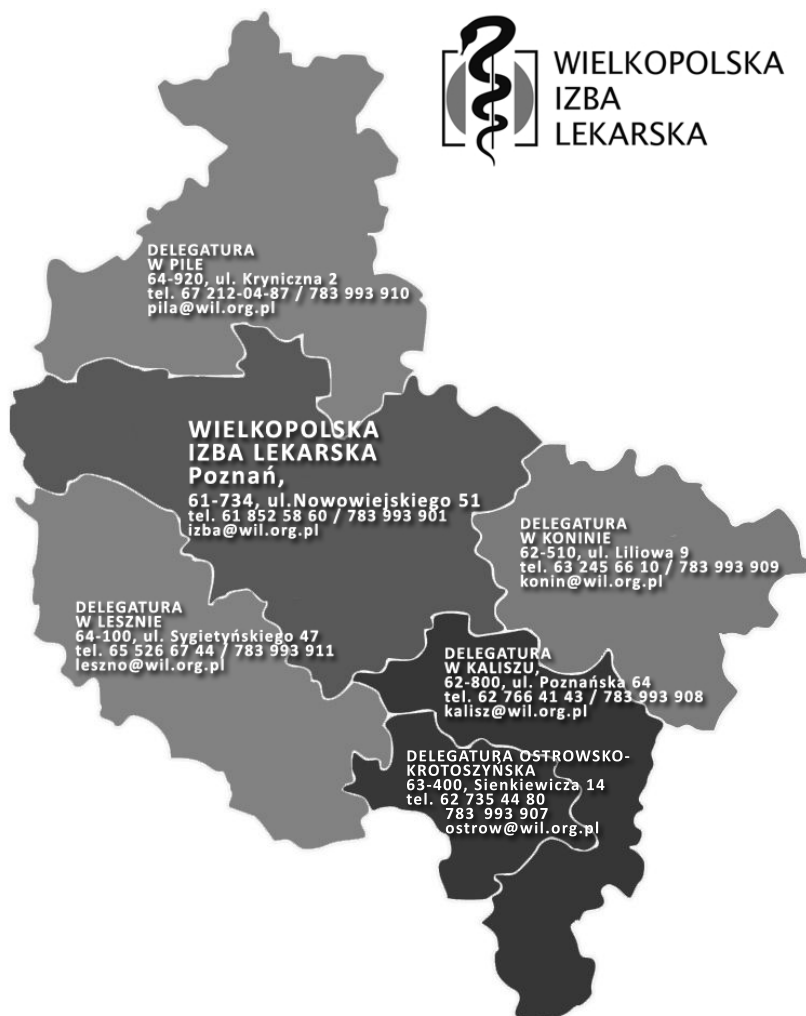 WIELKOPOLSKA
IZBA
LEKARSKA
DELEGATURA
W PILE
64-920, ul. Kryniczna 2
tel. 67 212-04-87 / 783 993 910
pila@wil.org.pl
WIELKOPOLSKA
IZBA LEKARSKA
Poznań,
61-734, ul.Nowowiejskiego 51
tel. 61 852 58 60 / 783 993 901
izba@wil.org.pl
DELEGATURA
W KONINIE
62-510, ul. Liliowa 9
tel. 63 245 66 10 / 783 993 909
konin@wil.org.pl
DELEGATURA
W LESZNIE
64-100, ul. Sygietyńskiego 47
tel. 65 526 67 44 / 783 993 911
leszno@wil.org.pl
DELEGATURA
W KALISZU,
62-800, ul. Poznańska 64
tel. 62 766 41 43 / 783 993 908
kalisz@wil.org.pl
DELEGATURA OSTROWSKO-
KROTOSZYŃSKA
63-400, Sienkiewicza 14
tel. 62 735 44 80
783 993 907
ostrow@wil.org.pl